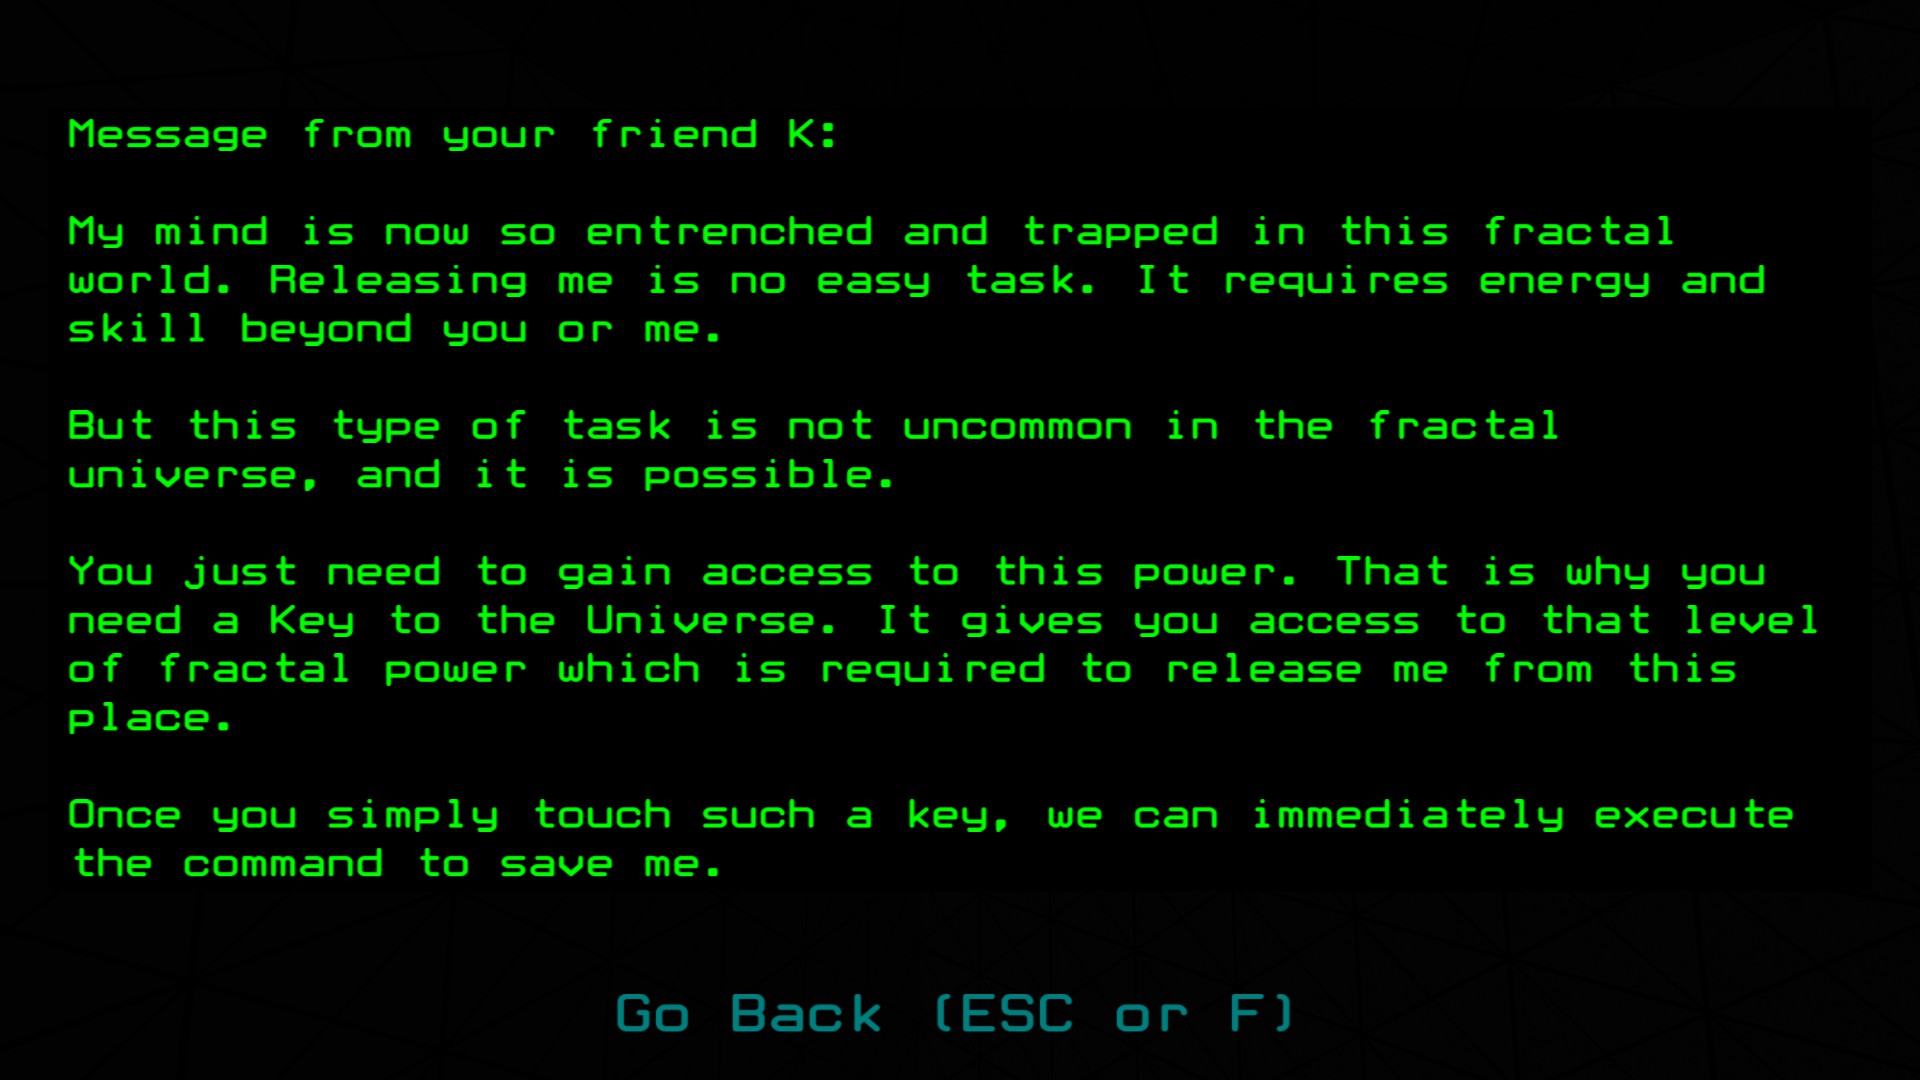 Message from your friend K:
My mind is now so entrenched and trapped in this fractal
world. Releasing me is no easy task. It requires energy and
skill beyond you or me.
But this type of task is not uncommon in the fractal
universe, and it is possible.
You just need to gain access to this power. That is why you
need a Key to the Universe. It gives you access to that level
of fractal power which is required to release me from this
place.
Once you simply touch such a key, we can immediately execute
the command to save me.
Go Back (ESC or F)